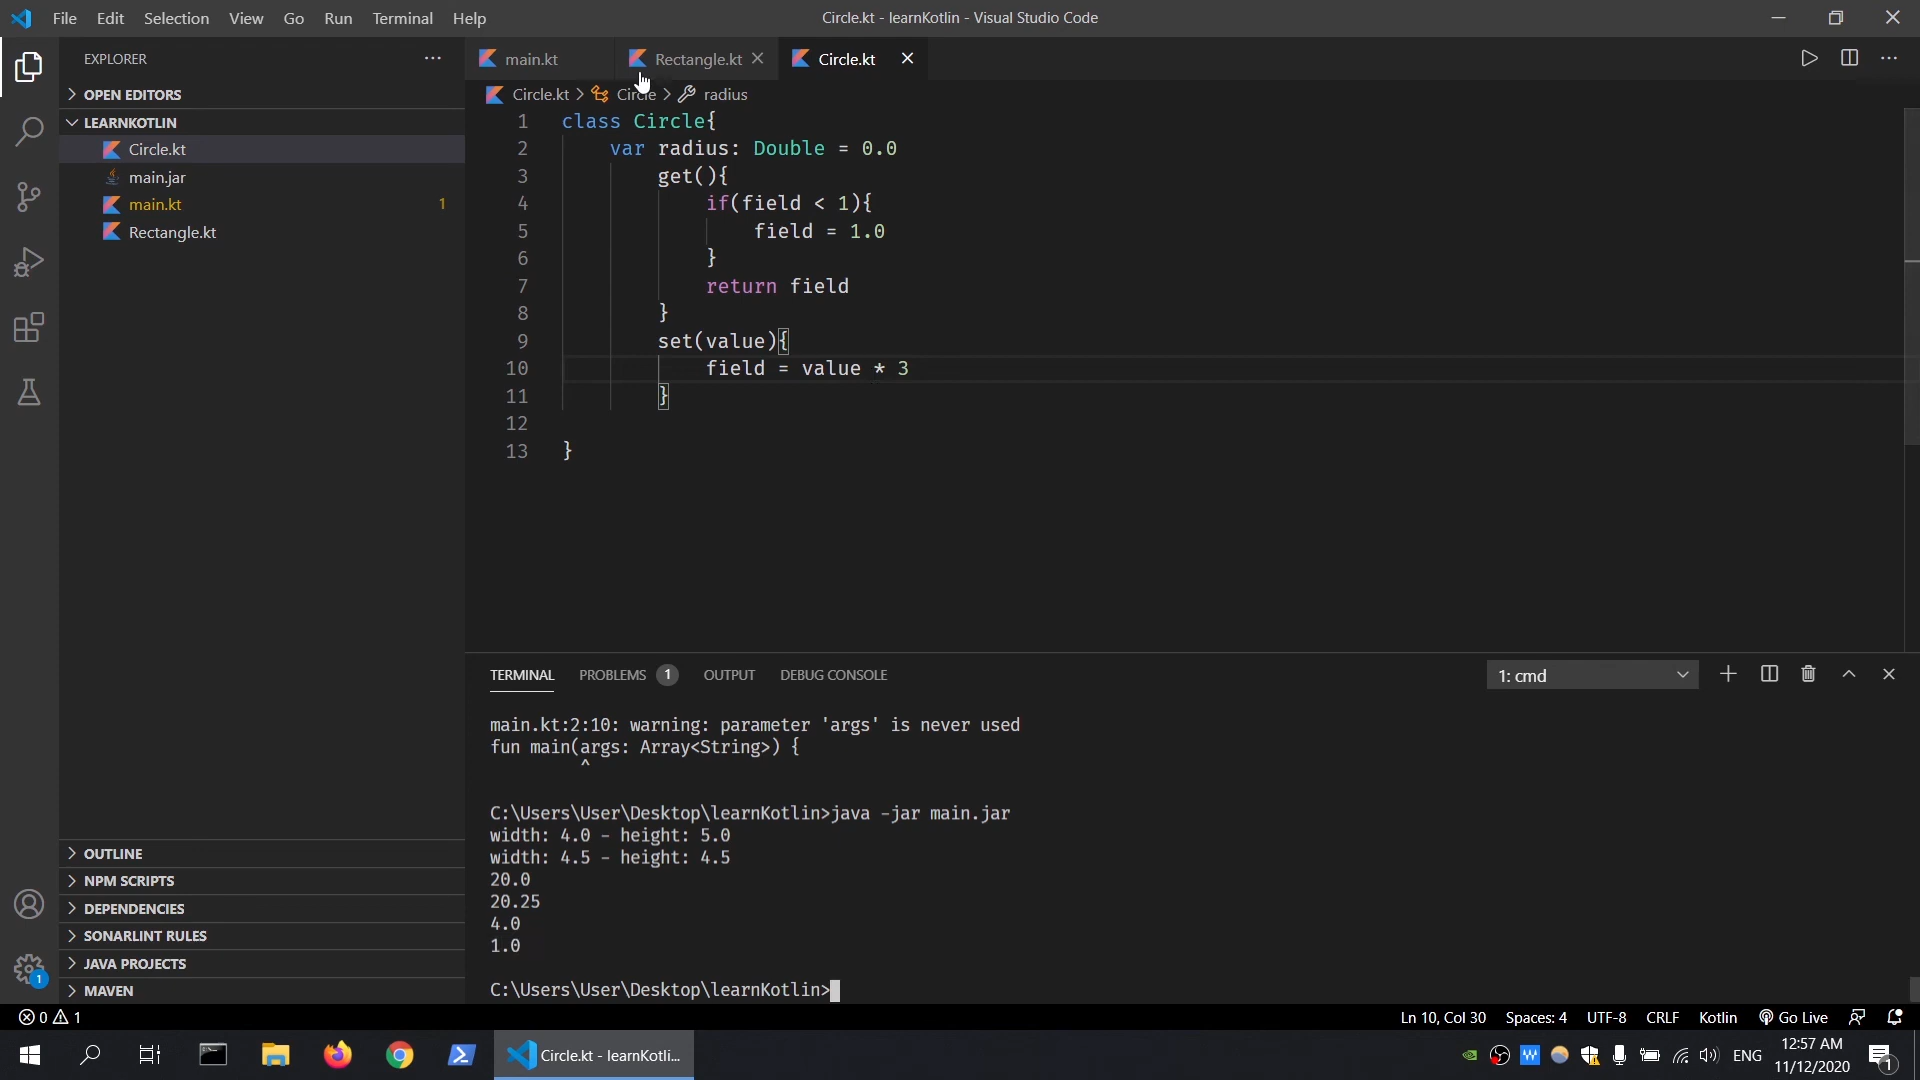 File Edit Selection View Go Run Terminal Help
Circle.kt - learnKotlin - Visual Studio Code
EXPLORER
OPEN EDITORS
LEARNKOTLIN
Circle.kt
main.jar
main.kt 1
Rectangle.kt
OUTLINE
NPM SCRIPTS
DEPENDENCIES
SONARLINT RULES
JAVA PROJECTS
MAVEN
main.kt Rectangle.kt Circle.kt
Circle.kt > Circle > radius
1 class Circle{
2 var radius: Double = 0.0
3 get(){
4 if(field < 1){
5 field = 1.0
6 }
7 return field
8 }
9 set(value){
10 field = value * 3
11 }
12
13 }
TERMINAL PROBLEMS 1 OUTPUT DEBUG CONSOLE
1: cmd
main.kt:2:10: warning: parameter 'args' is never used
fun main(args: Array<String>) {
^
C:\Users\User\Desktop\learnKotlin>java -jar main.jar
width: 4.0 - height: 5.0
width: 4.5 - height: 4.5
20.0
20.25
4.0
1.0
C:\Users\User\Desktop\learnKotlin>
1
0 1
Ln 10, Col 30 Spaces: 4 UTF-8 CRLF Kotlin Go Live
Circle.kt - learnKotli...
ENG
12:57 AM
11/12/2020
1